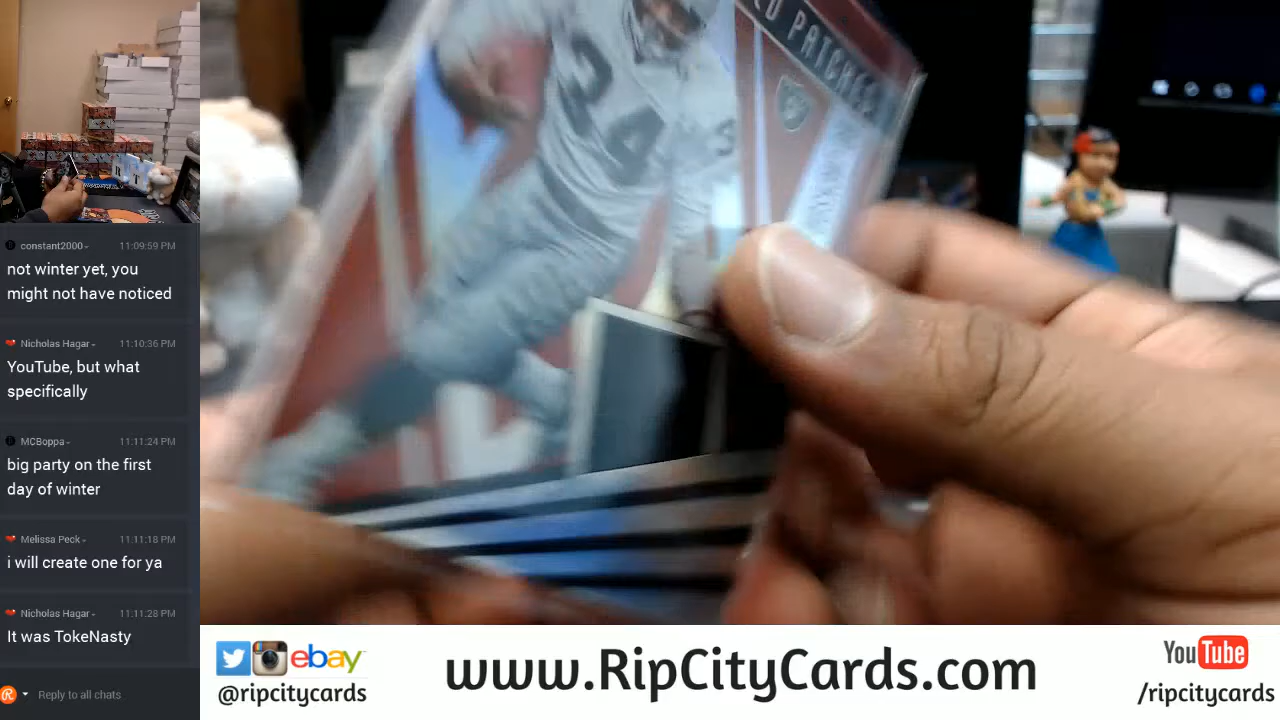 constant2000
11:09:59 PM
not winter yet, you
might not have noticed
Nicholas Hagar
11:10:36 PM
YouTube, but what
specifically
MCBoppa
11:11:24 PM
big party on the first
day of winter
Melissa Peck
11:11:18 PM
i will create one for ya
Nicholas Hagar
11:11:28 PM
It was TokeNasty
Reply to all chats
34
PATCHES
ebay
@ripcitycards
www.RipCityCards.com
YouTube
/ripcitycards